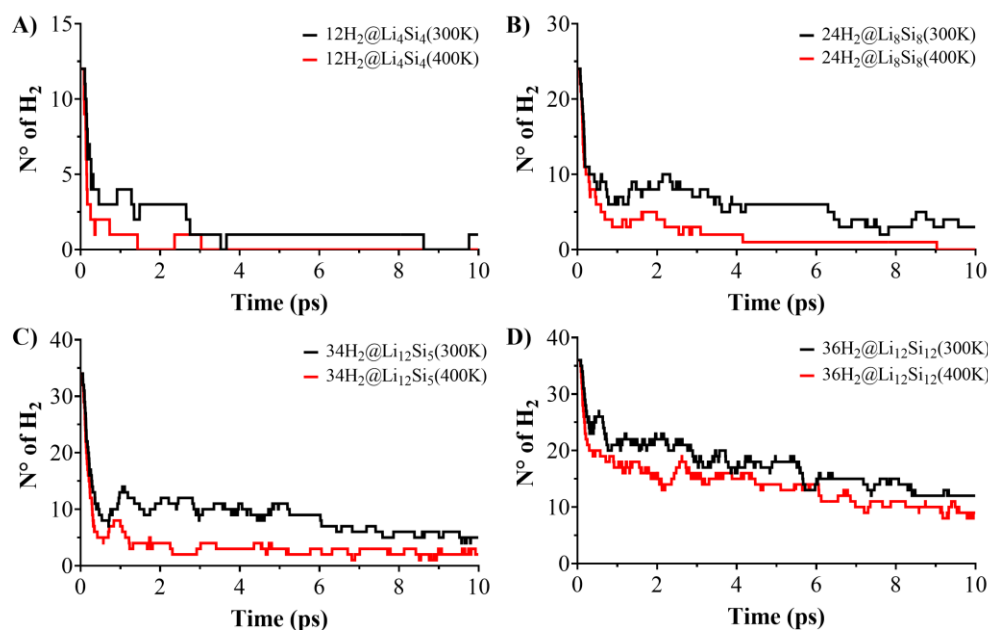 A)
15
10
5
0
N° of H₂
12H₂@Li₄Si₄(300K)
12H₂@Li₄Si₄(400K)
0 2 4 6 8 10
Time (ps)
B)
30
20
10
0
N° of H₂
24H₂@Li₈Si₈(300K)
24H₂@Li₈Si₈(400K)
0 2 4 6 8 10
Time (ps)
C)
40
30
20
10
0
N° of H₂
34H₂@Li₁₂Si₅(300K)
34H₂@Li₁₂Si₅(400K)
0 2 4 6 8 10
Time (ps)
D)
40
30
20
10
0
N° of H₂
36H₂@Li₁₂Si₁₂(300K)
36H₂@Li₁₂Si₁₂(400K)
0 2 4 6 8 10
Time (ps)